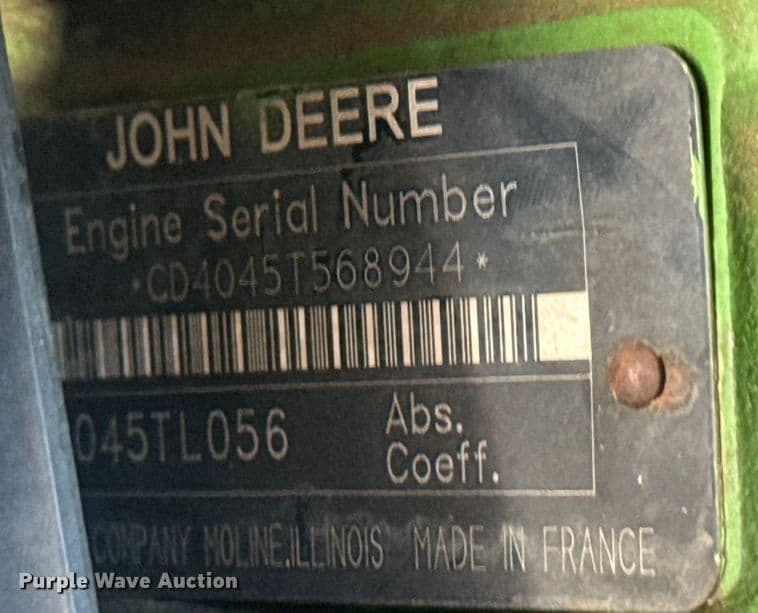 JOHN DEERE
Engine Serial Number
*CD4045T568944*
045TL056
Abs.
Coeff.
COMPANY MOLINE,ILLINOIS MADE IN FRANCE
Purple Wave Auction